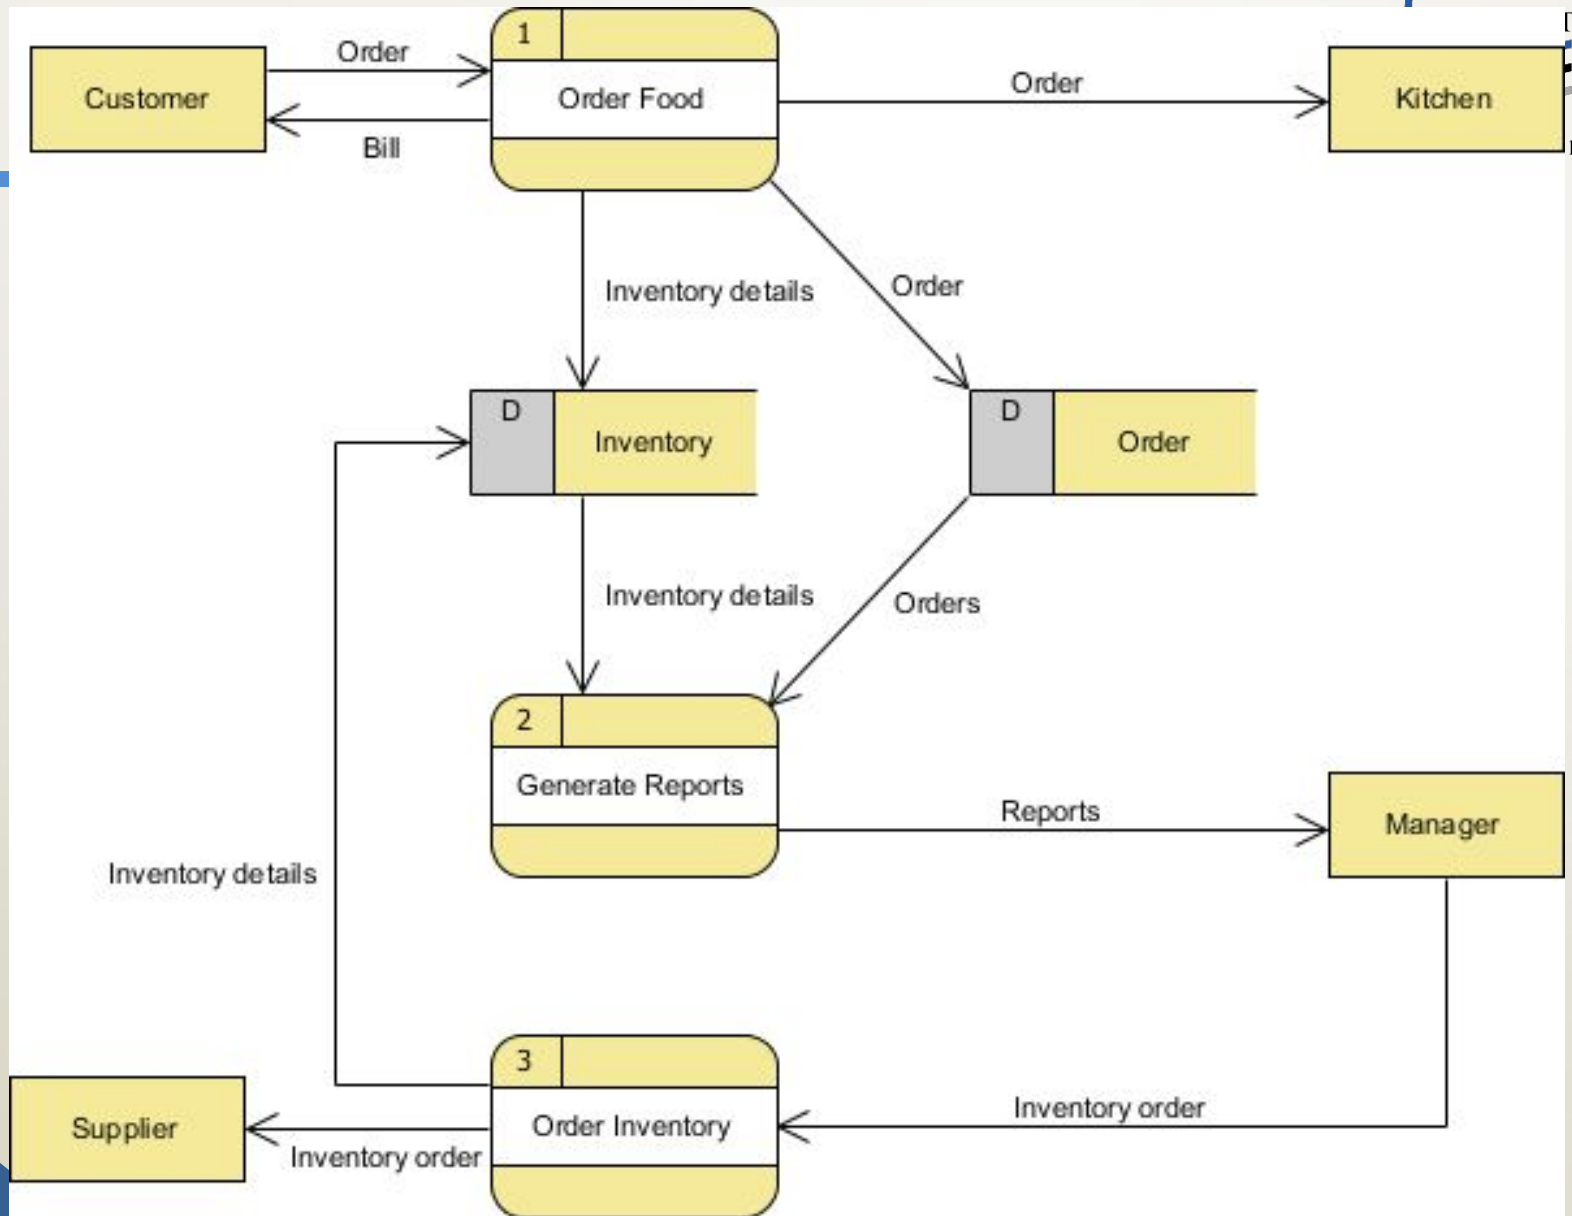 1
Order
Customer
Order Food
Order
Kitchen
Bill
Inventory details
Order
D
Inventory
D
Order
Inventory details
Orders
2
Generate Reports
Reports
Manager
Inventory details
3
Order Inventory
Inventory order
Supplier
Inventory order